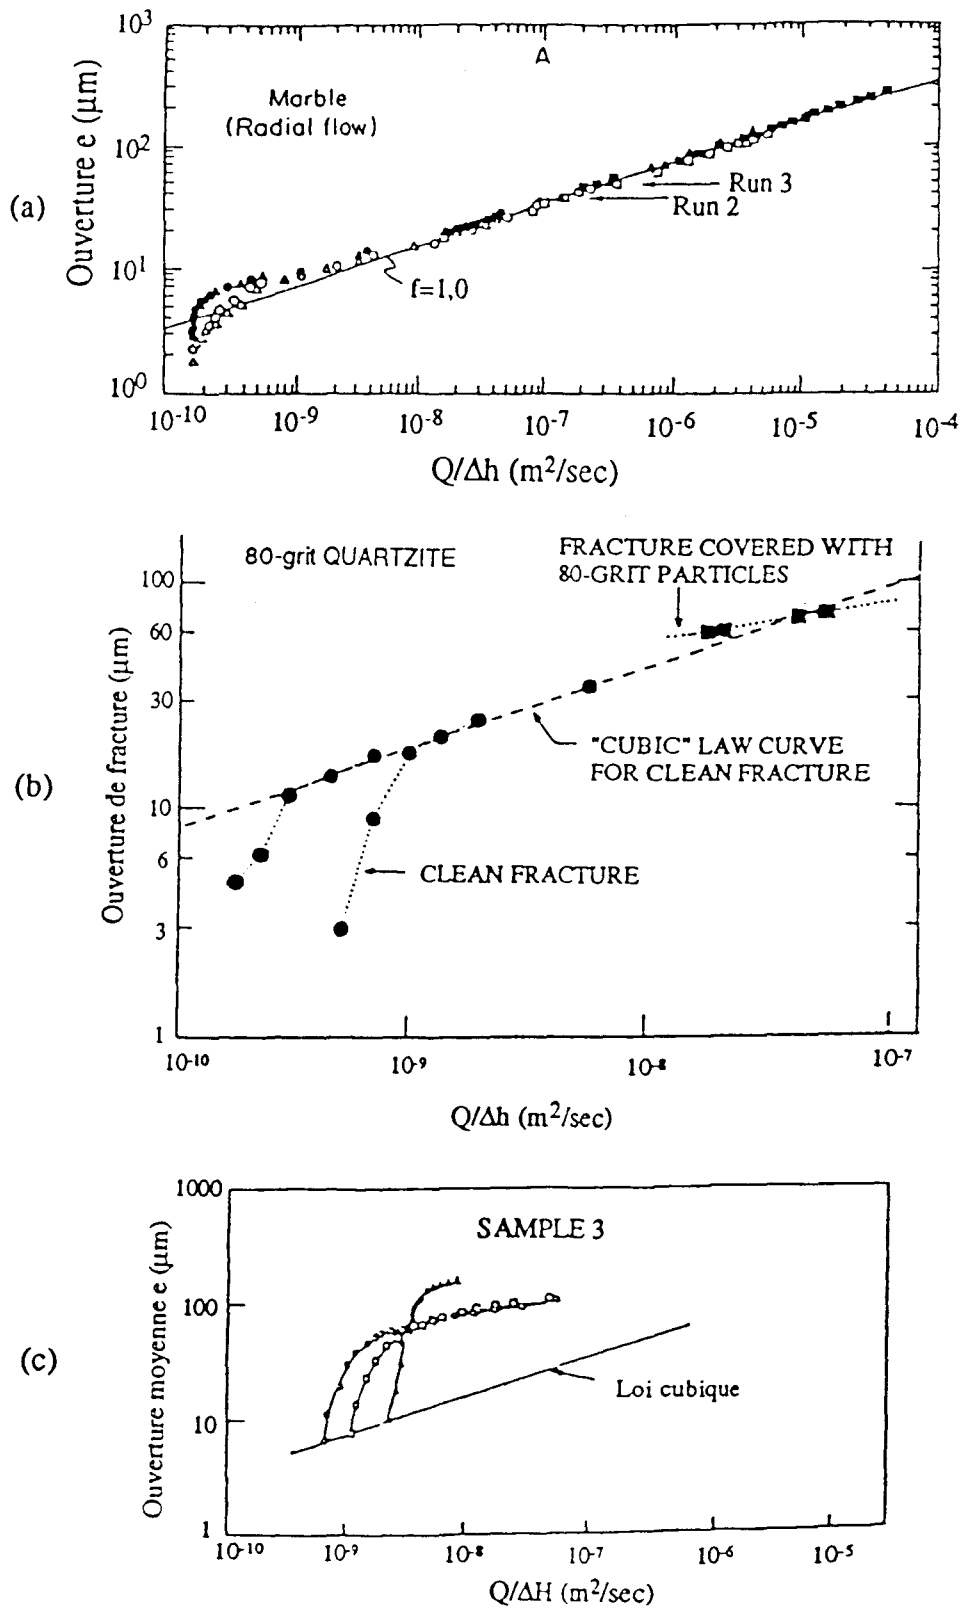 (a)
Ouverture e (μm)
10³
10²
10¹
10⁰
A
Marble
(Radial flow)
Run 3
Run 2
f=1,0
10⁻¹⁰ 10⁻⁹ 10⁻⁸ 10⁻⁷ 10⁻⁶ 10⁻⁵ 10⁻⁴
Q/Δh (m²/sec)
(b)
Ouverture de fracture (μm)
100
60
30
10
6
3
1
80-grit QUARTZITE
FRACTURE COVERED WITH
80-GRIT PARTICLES
"CUBIC" LAW CURVE
FOR CLEAN FRACTURE
CLEAN FRACTURE
10⁻¹⁰ 10⁻⁹ 10⁻⁸ 10⁻⁷
Q/Δh (m²/sec)
(c)
Ouverture moyenne e (μm)
1000
100
10
1
SAMPLE 3
Loi cubique
10⁻¹⁰ 10⁻⁹ 10⁻⁸ 10⁻⁷ 10⁻⁶ 10⁻⁵
Q/ΔH (m²/sec)